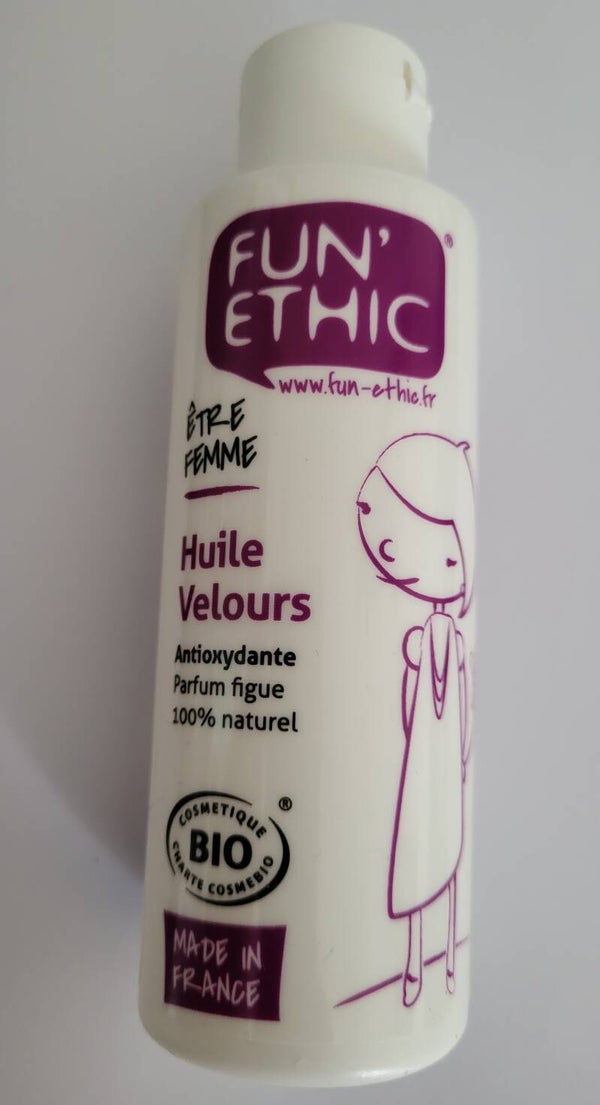 FUN'
ETHIC
®
www.fun-ethic.fr
ÊTRE
FEMME
Huile
Velours
Antioxydante
Parfum figue
100% naturel
COSMETIQUE
®
BIO
CHARTE COSMEBIO
MADE IN
FRANCE